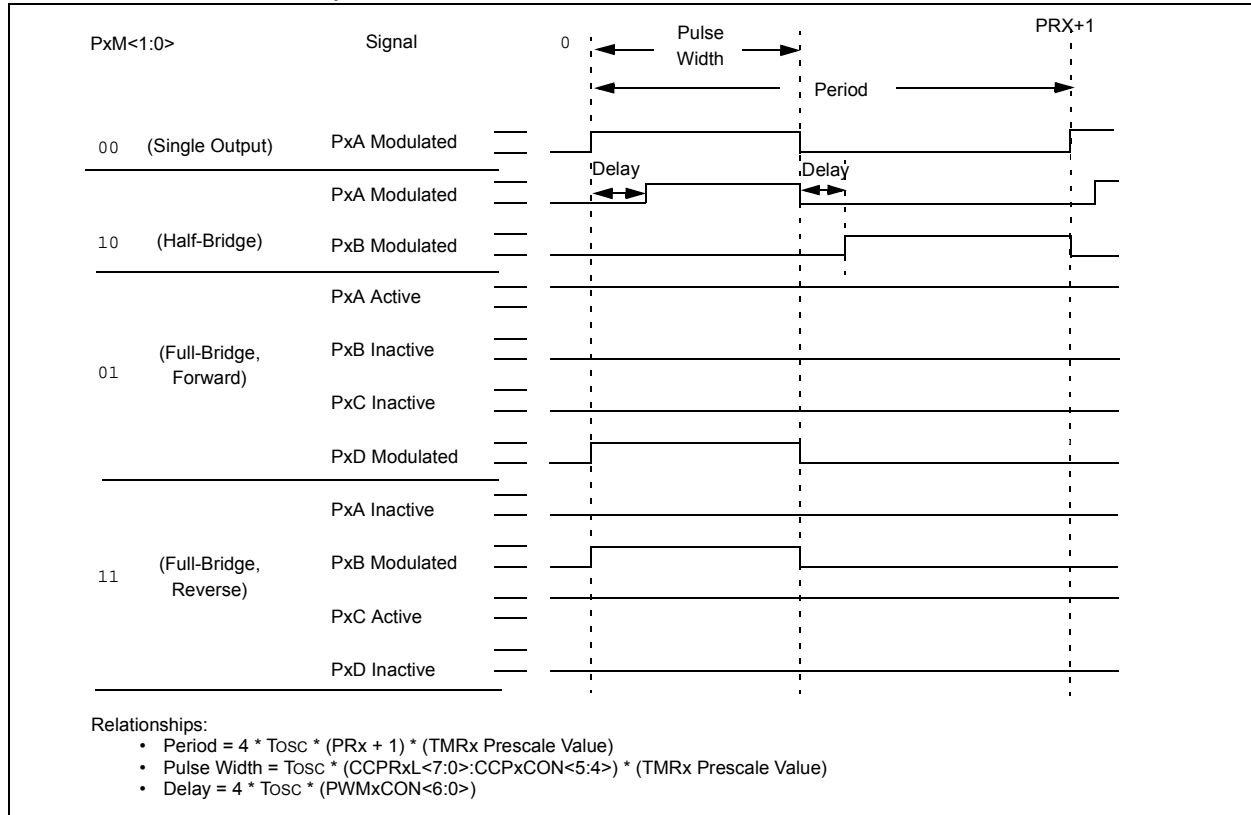 PxM<1:0> Signal 0 Pulse Width PRX+1
Period
00 (Single Output) PxA Modulated
Delay Delay
PxA Modulated
10 (Half-Bridge) PxB Modulated
PxA Active
01 (Full-Bridge, Forward) PxB Inactive
PxC Inactive
PxD Modulated
PxA Inactive
11 (Full-Bridge, Reverse) PxB Modulated
PxC Active
PxD Inactive
Relationships:
• Period = 4 * TOSC * (PRx + 1) * (TMRx Prescale Value)
• Pulse Width = TOSC * (CCPRxL<7:0>:CCPxCON<5:4>) * (TMRx Prescale Value)
• Delay = 4 * TOSC * (PWMxCON<6:0>)